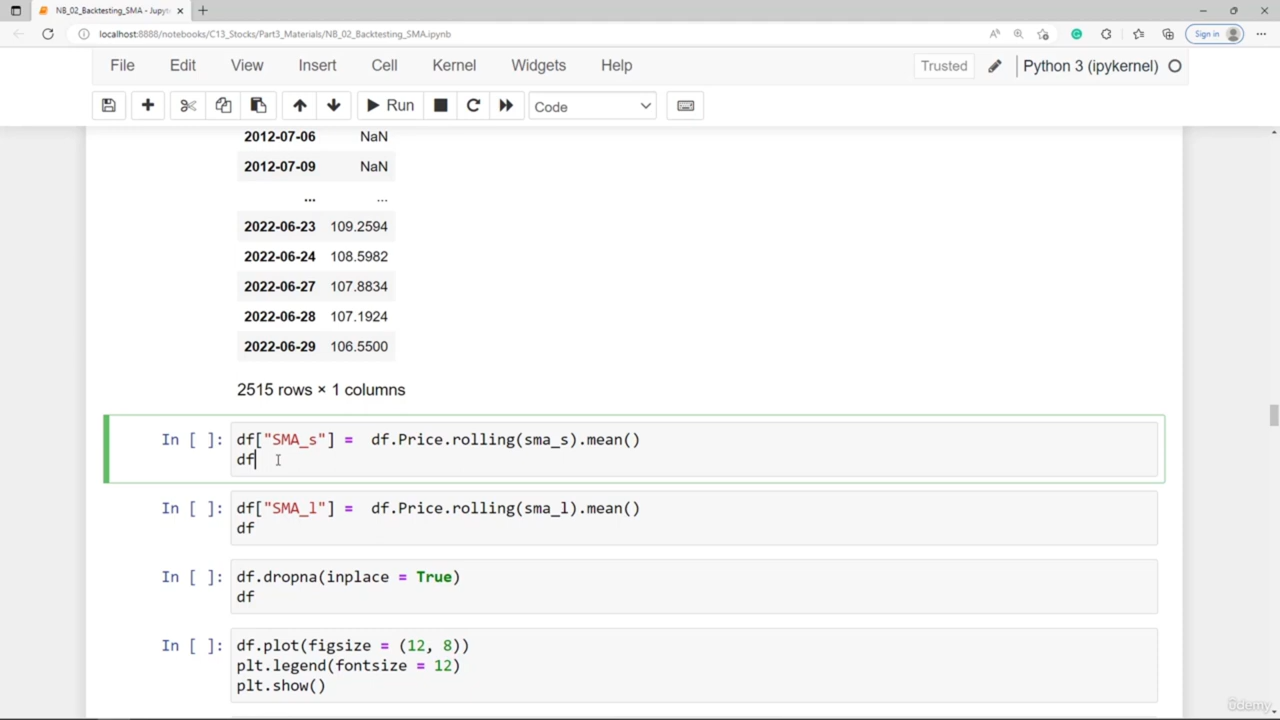 NB_02_Backtesting_SMA - Jupyte
localhost:8888/notebooks/C13_Stocks/Part3_Materials/NB_02_Backtesting_SMA.ipynb
Sign in
File Edit View Insert Cell Kernel Widgets Help
Trusted
Python 3 (ipykernel)
Run
Code
2012-07-06 NaN
2012-07-09 NaN
... ...
2022-06-23 109.2594
2022-06-24 108.5982
2022-06-27 107.8834
2022-06-28 107.1924
2022-06-29 106.5500
2515 rows × 1 columns
In [ ]: df["SMA_s"] = df.Price.rolling(sma_s).mean()
df
In [ ]: df["SMA_l"] = df.Price.rolling(sma_l).mean()
df
In [ ]: df.dropna(inplace = True)
df
In [ ]: df.plot(figsize = (12, 8))
plt.legend(fontsize = 12)
plt.show()
ûdemy